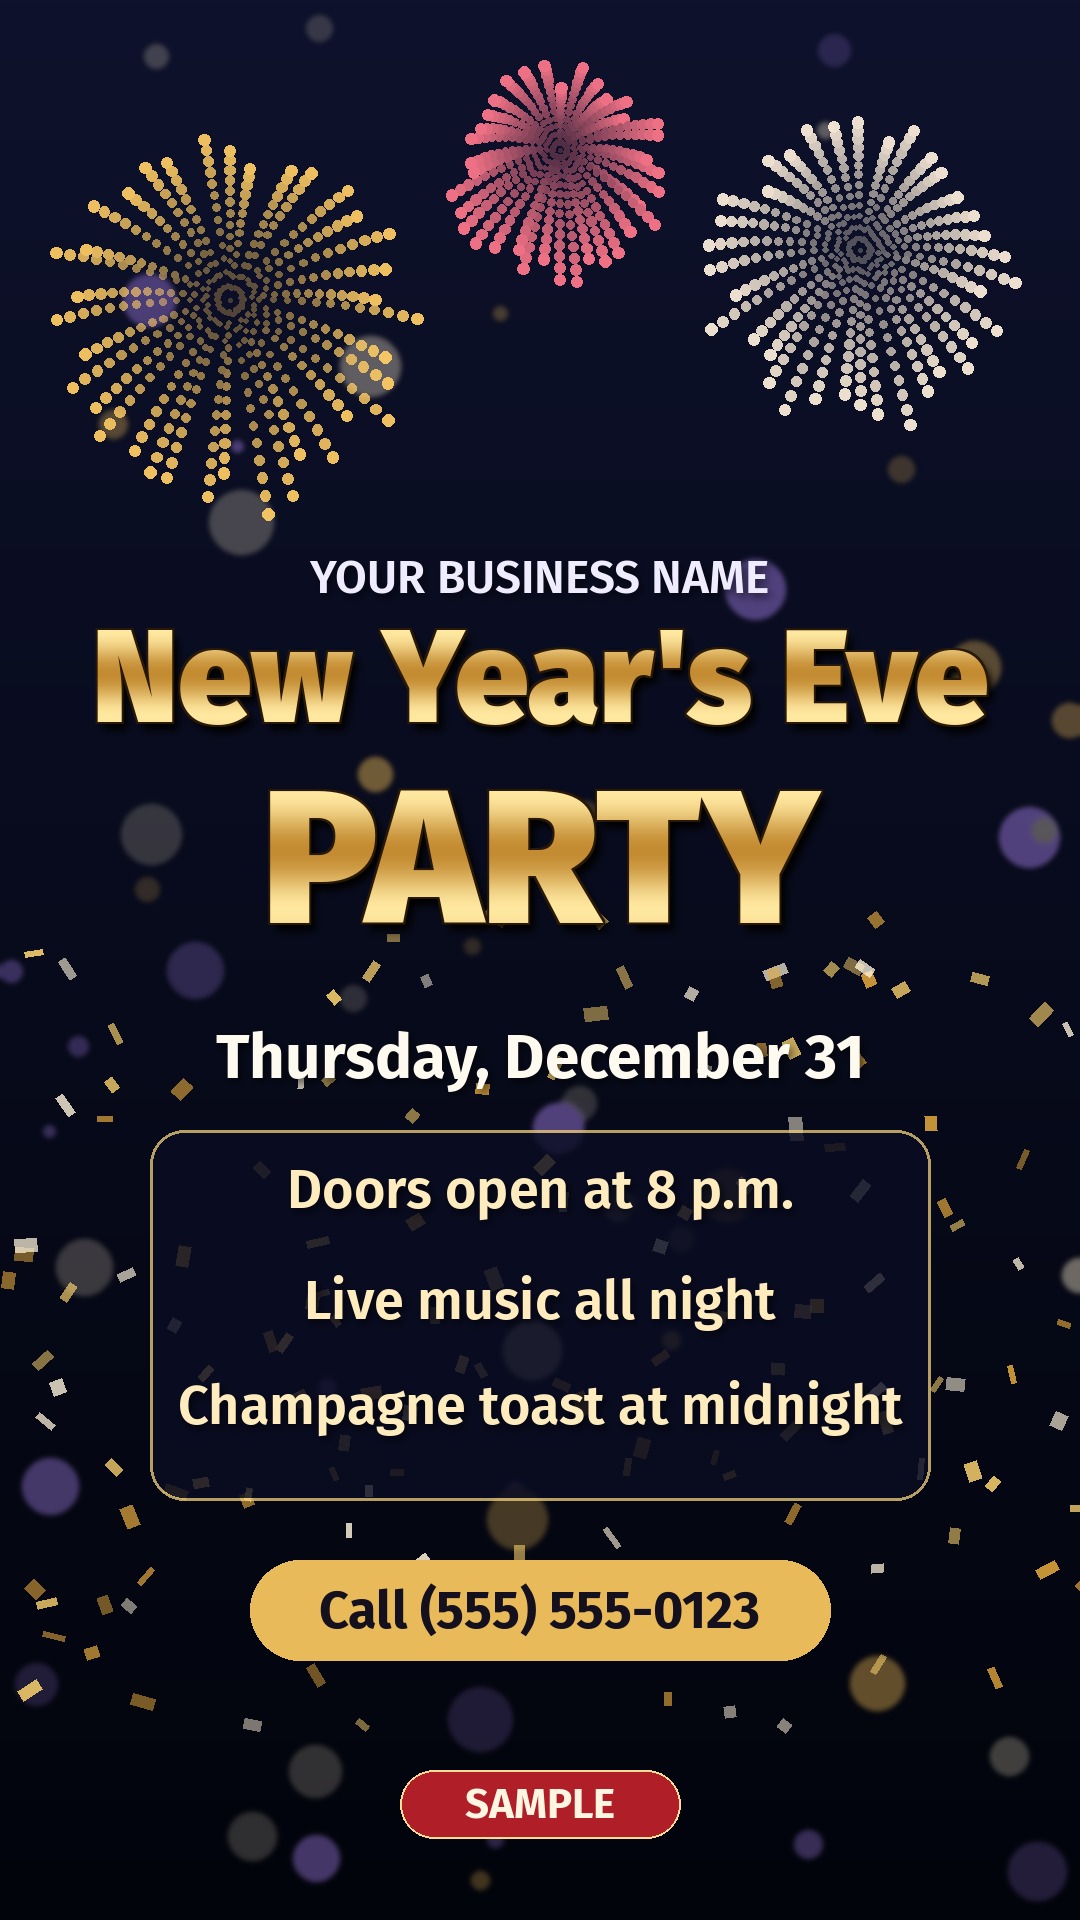 YOUR BUSINESS NAME
New Year's Eve
PARTY
Thursday, December 31
Doors open at 8 p.m.
Live music all night
Champagne toast at midnight
Call (555) 555-0123
SAMPLE